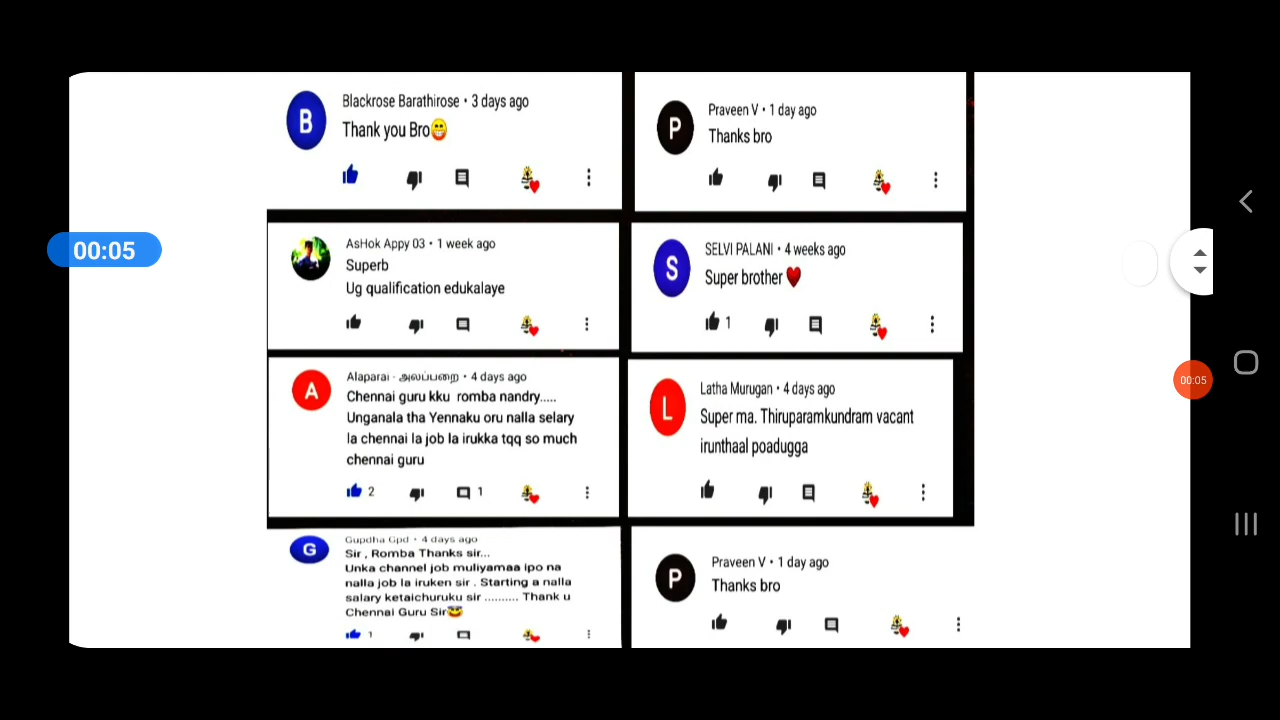 Blackrose Barathirose • 3 days ago
Thank you Bro😁
B
Praveen V • 1 day ago
Thanks bro
P
00:05
AsHok Appy 03 • 1 week ago
Superb
Ug qualification edukalaye
SELVI PALANI • 4 weeks ago
Super brother ♥
S
1
Alaparai - அலப்பறை • 4 days ago
Chennai guru kku romba nandry.....
Unganala tha Yennaku oru nalla selary
la chennai la job la irukka tqq so much
chennai guru
A
2 1
Latha Murugan • 4 days ago
Super ma. Thiruparamkundram vacant
irunthaal poadugga
L
00:05
Gupdha Gpd • 4 days ago
Sir , Romba Thanks sir...
Unka channel job muliyamaa ipo na
nalla job la iruken sir . Starting a nalla
salary ketaichuruku sir .......... Thank u
Chennai Guru Sir😇
G
1
Praveen V • 1 day ago
Thanks bro
P